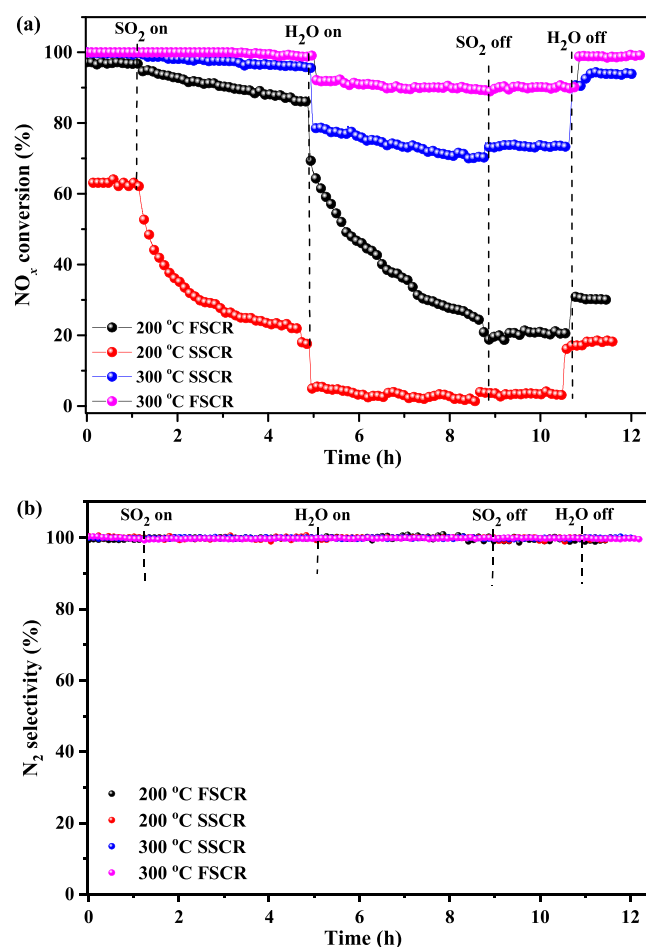 (a)
SO2 on
H2O on
SO2 off
H2O off
100
80
60
40
20
0
NOx conversion (%)
200 °C FSCR
200 °C SSCR
300 °C SSCR
300 °C FSCR
0 2 4 6 8 10 12
Time (h)
(b)
SO2 on
H2O on
SO2 off
H2O off
100
80
60
40
20
0
N2 selectivity (%)
200 °C FSCR
200 °C SSCR
300 °C SSCR
300 °C FSCR
0 2 4 6 8 10 12
Time (h)